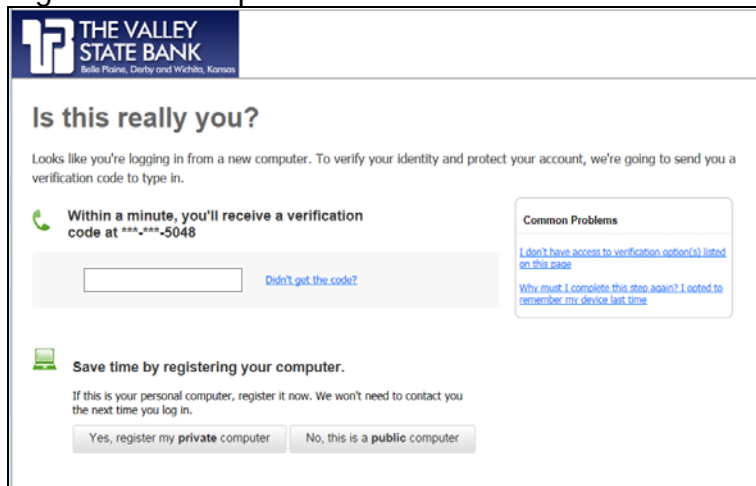 THE VALLEY
STATE BANK
Belle Plaine, Derby and Wichita, Kansas
Is this really you?
Looks like you're logging in from a new computer. To verify your identity and protect your account, we're going to send you a
verification code to type in.
Within a minute, you'll receive a verification
code at ***-***-5048
Didn't get the code?
Common Problems
I don't have access to verification option(s) listed
on this page
Why must I complete this step again? I opted to
remember my device last time
Save time by registering your computer.
If this is your personal computer, register it now. We won't need to contact you
the next time you log in.
Yes, register my private computer
No, this is a public computer